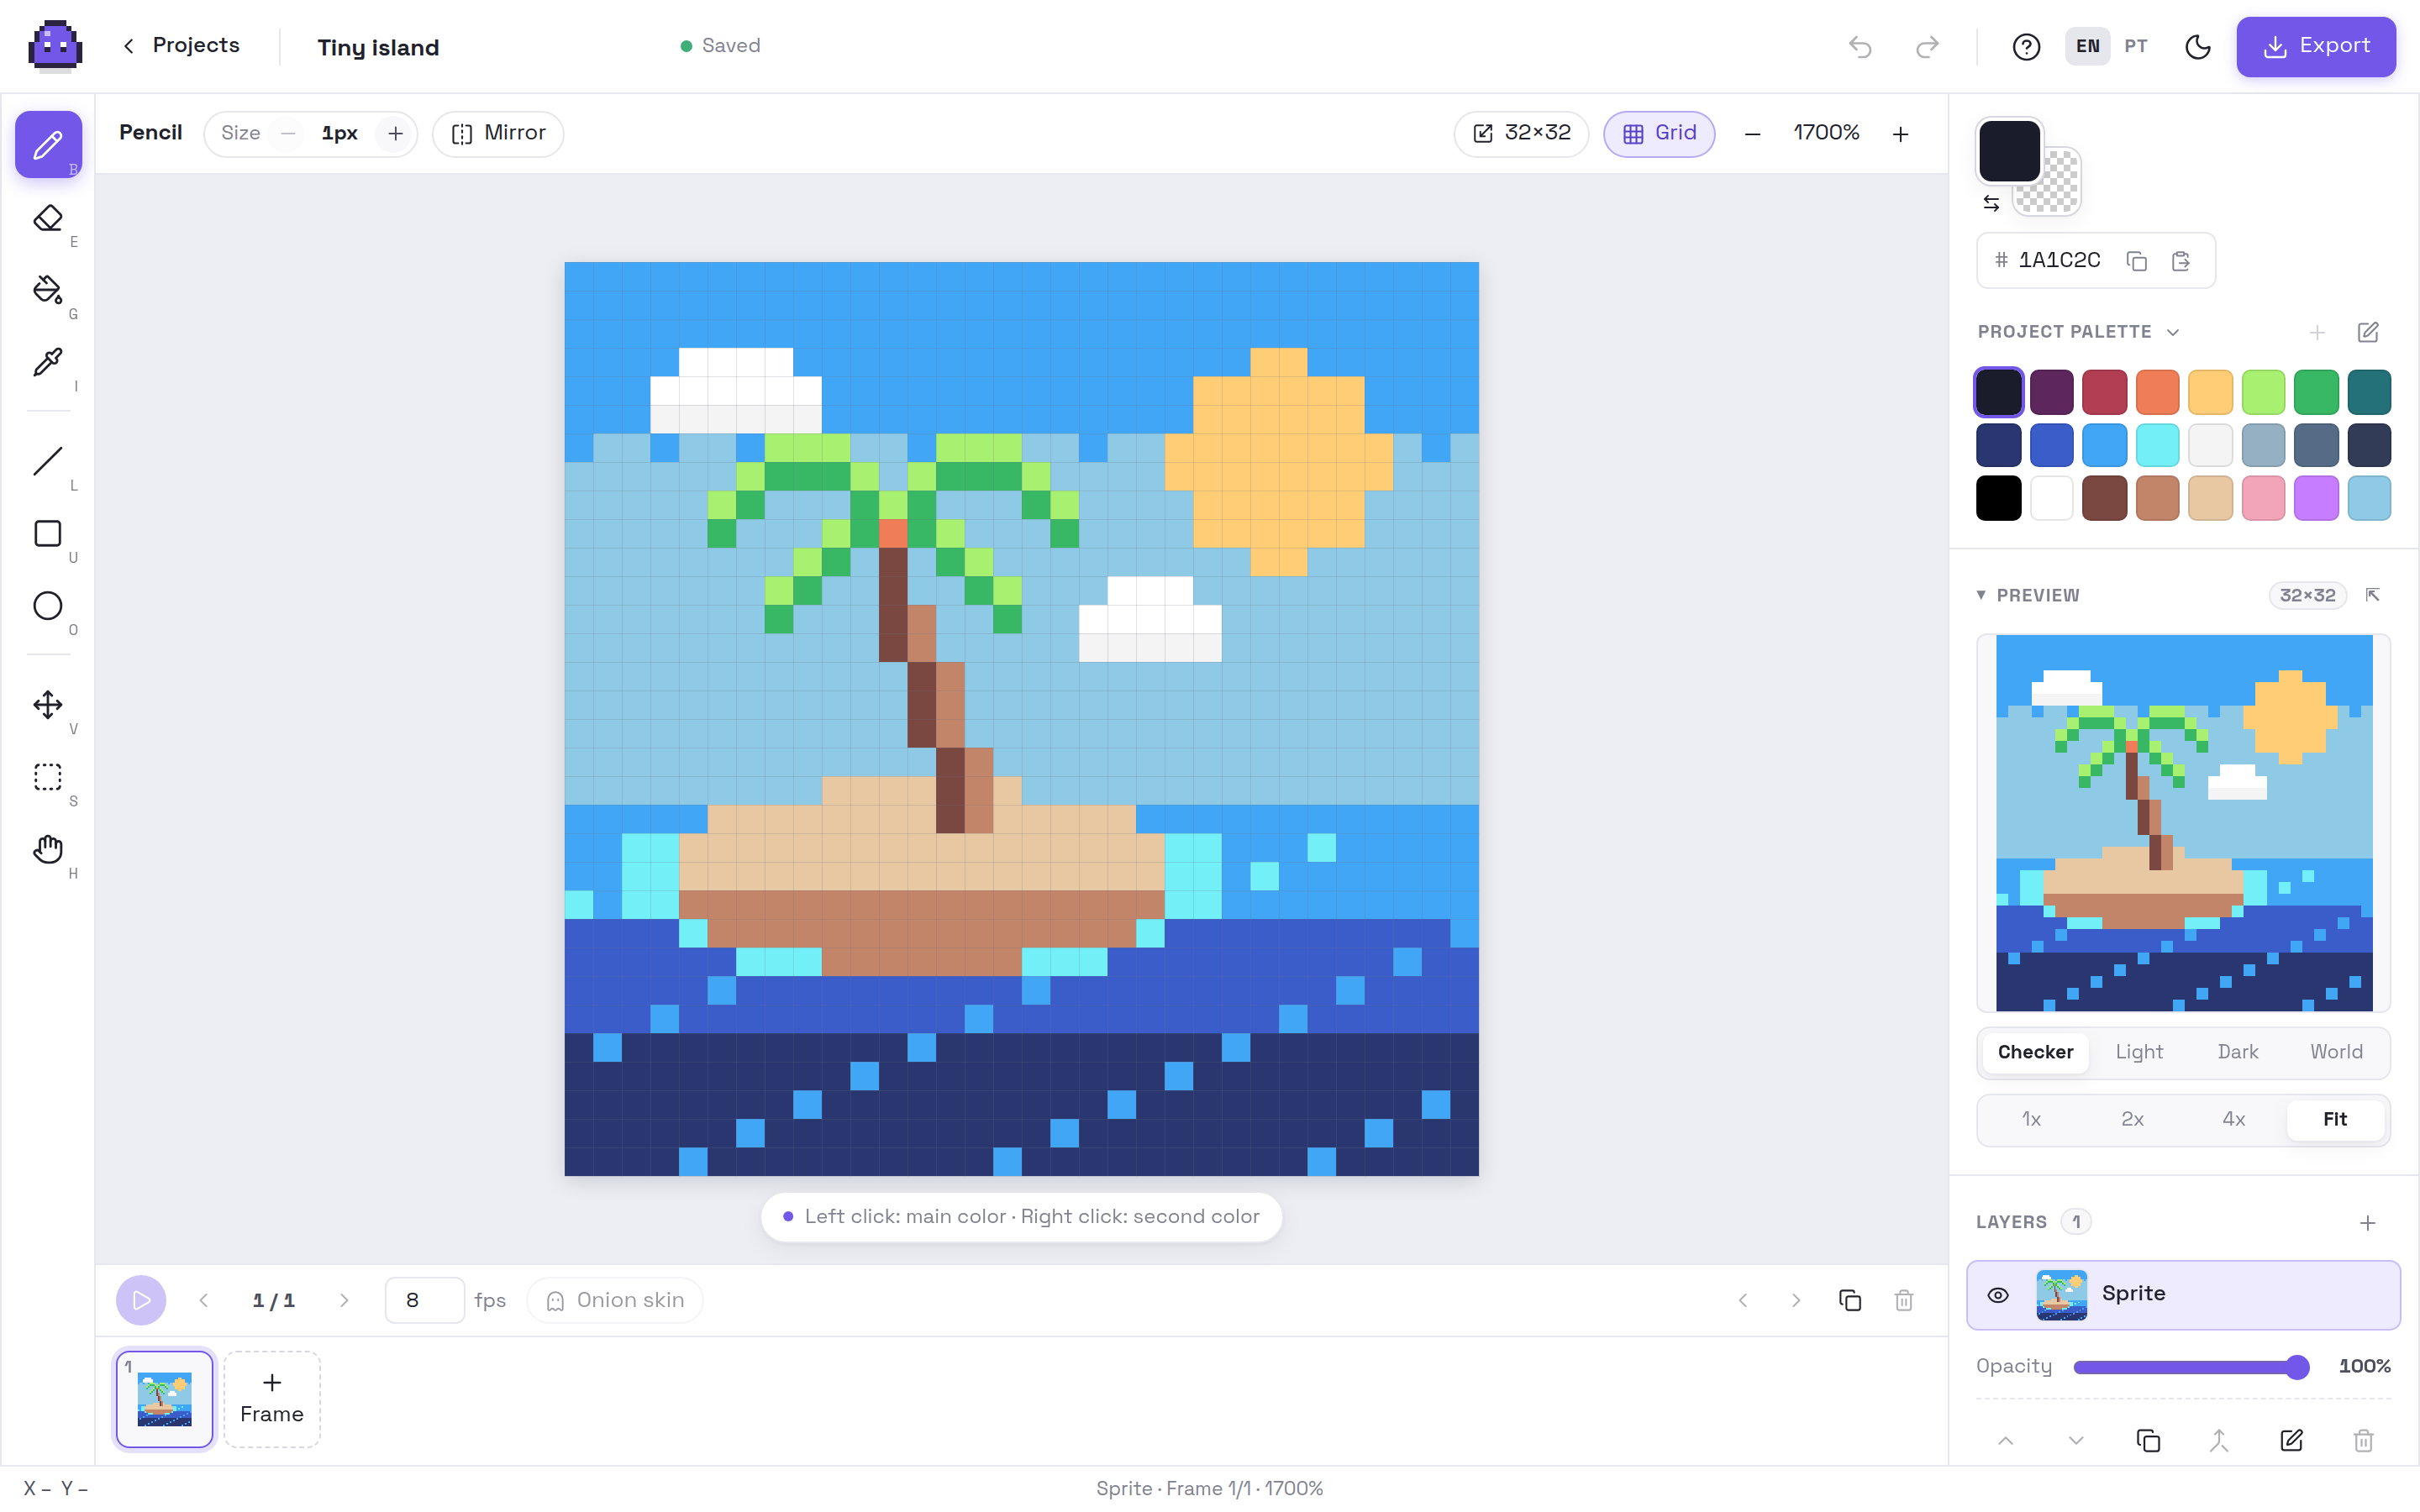 Projects
Tiny island
Saved
EN PT
Export
Pencil
Size 1px
Mirror
32×32
Grid
1700%
B
E
G
I
L
U
O
V
S
H
# 1A1C2C
PROJECT PALETTE
PREVIEW
32×32
Checker Light Dark World
1x 2x 4x Fit
Left click: main color · Right click: second color
LAYERS 1
Sprite
Opacity 100%
1 / 1
8 fps
Onion skin
1
Frame
X – Y –
Sprite · Frame 1/1 · 1700%